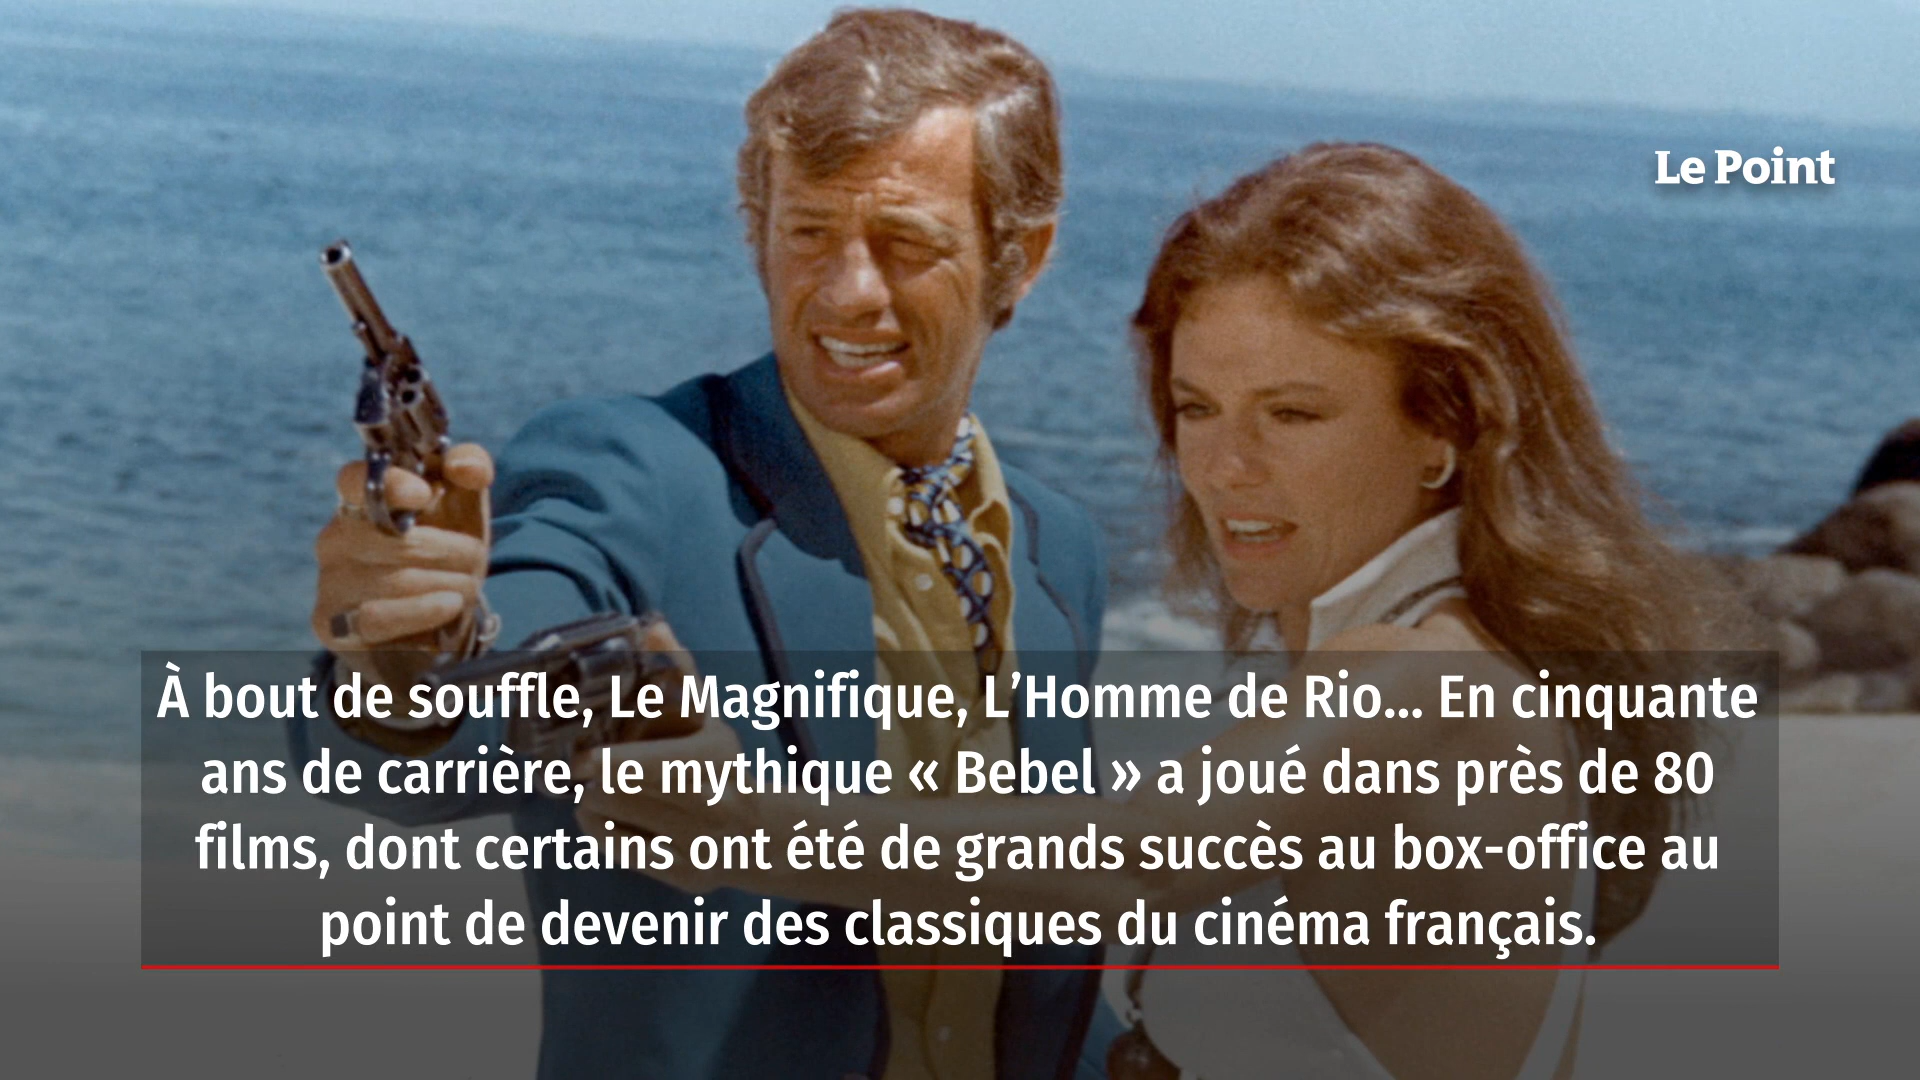 Le Point
À bout de souffle, Le Magnifique, L’Homme de Rio... En cinquante
ans de carrière, le mythique « Bebel » a joué dans près de 80
films, dont certains ont été de grands succès au box-office au
point de devenir des classiques du cinéma français.